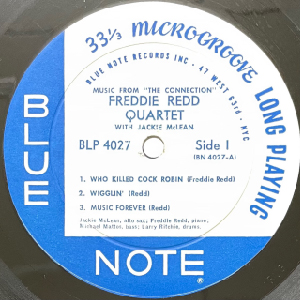 33⅓ MICROGROOVE LONG PLAYING
BLUE NOTE RECORDS INC · 47 WEST 63rd · NYC
MUSIC FROM "THE CONNECTION"
FREDDIE REDD
QUARTET
WITH JACKIE McLEAN
BLP 4027
Side 1
(BN 4027-A)
1. WHO KILLED COCK ROBIN (Freddie Redd)
2. WIGGLIN' (Redd)
3. MUSIC FOREVER (Redd)
Jackie McLean, alto sax; Freddie Redd, piano;
Michael Mattos, bass; Larry Ritchie, drums.
BLUE
NOTE ®